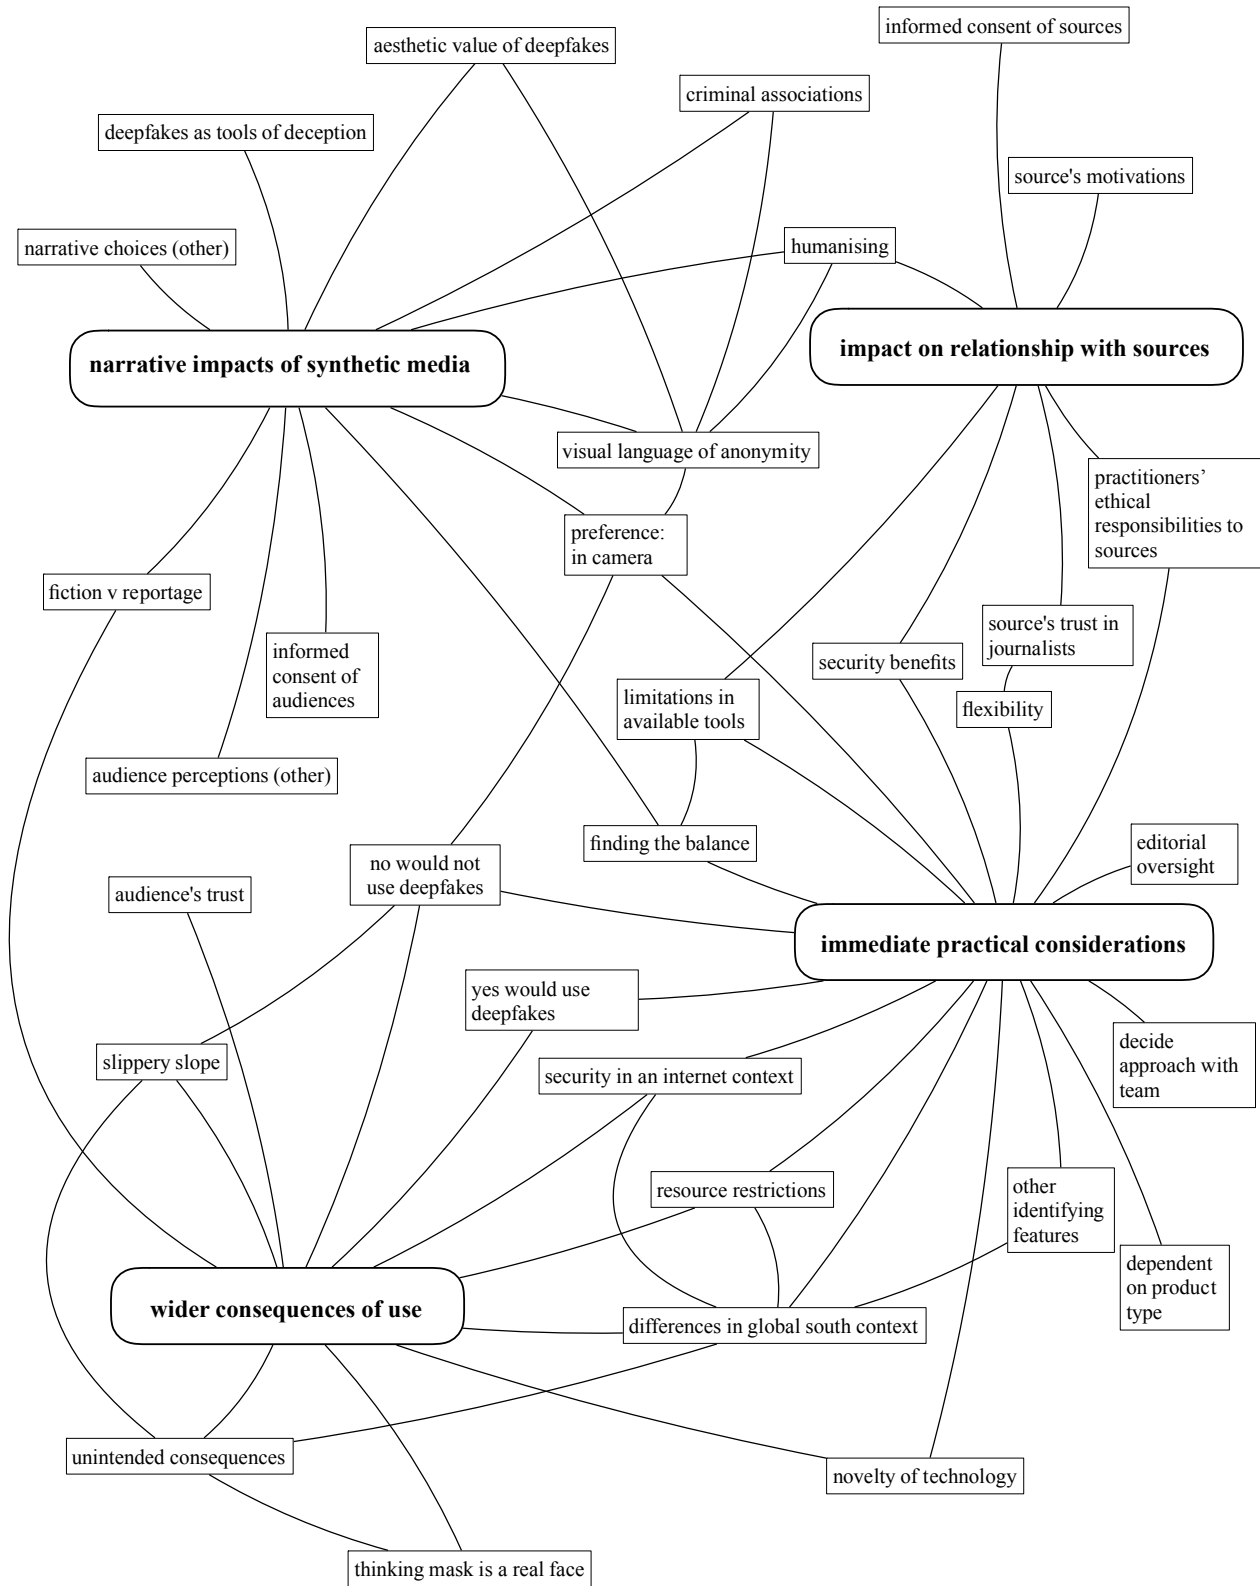 informed consent of sources
aesthetic value of deepfakes
criminal associations
deepfakes as tools of deception
source's motivations
narrative choices (other)
humanising
narrative impacts of synthetic media
impact on relationship with sources
visual language of anonymity
practitioners’
ethical
responsibilities to
sources
preference:
in camera
fiction v reportage
informed
consent of
audiences
source's trust in
journalists
security benefits
limitations in
available tools
flexibility
audience perceptions (other)
finding the balance
editorial
oversight
no would not
use deepfakes
audience's trust
immediate practical considerations
yes would use
deepfakes
decide
approach with
team
slippery slope
security in an internet context
resource restrictions
other
identifying
features
dependent
on product
type
wider consequences of use
differences in global south context
unintended consequences
novelty of technology
thinking mask is a real face